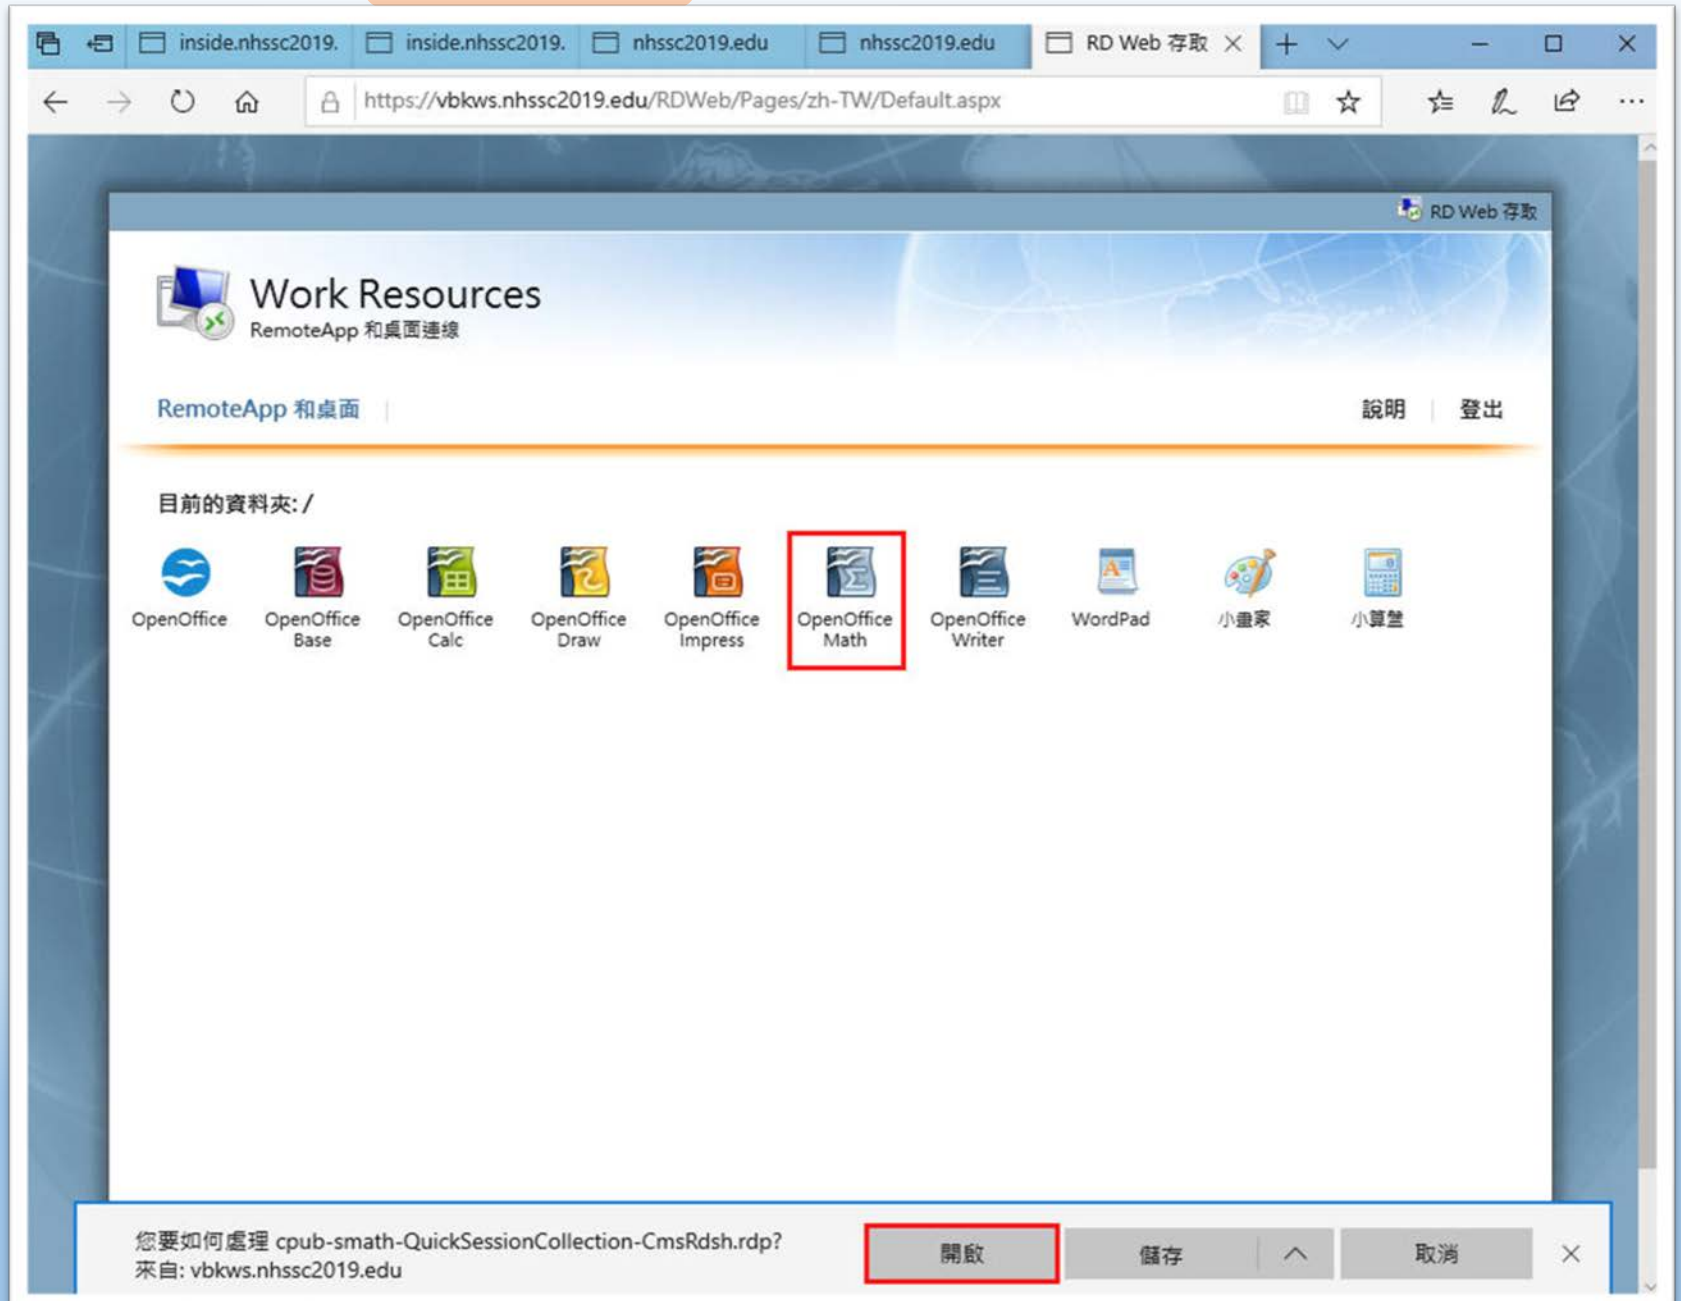 inside.nhssc2019.
inside.nhssc2019.
nhssc2019.edu
nhssc2019.edu
RD Web 存取
https://vbkws.nhssc2019.edu/RDWeb/Pages/zh-TW/Default.aspx
RD Web 存取
Work Resources
RemoteApp 和桌面連線
RemoteApp 和桌面
說明
登出
目前的資料夾: /
OpenOffice
OpenOffice
Base
OpenOffice
Calc
OpenOffice
Draw
OpenOffice
Impress
OpenOffice
Math
OpenOffice
Writer
WordPad
小畫家
小算盤
您要如何處理 cpub-smath-QuickSessionCollection-CmsRdsh.rdp?
來自: vbkws.nhssc2019.edu
開啟
儲存
取消